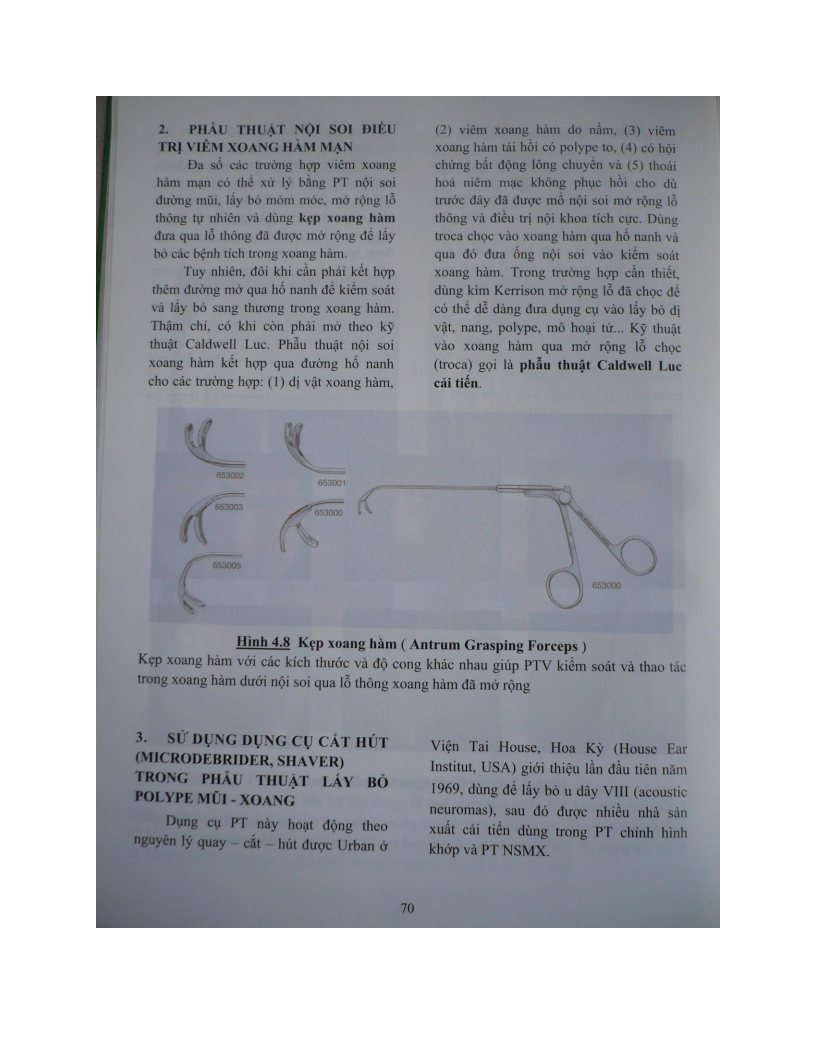 2. PHẪU THUẬT NỘI SOI ĐIỀU
TRỊ VIÊM XOANG HÀM MẠN
Đa số các trường hợp viêm xoang
hàm mạn có thể xử lý bằng PT nội soi
đường mũi, lấy bỏ mỏm móc, mở rộng lỗ
thông tự nhiên và dùng kẹp xoang hàm
đưa qua lỗ thông đã được mở rộng để lấy
bỏ các bệnh tích trong xoang hàm.
Tuy nhiên, đôi khi cần phải kết hợp
thêm đường mở qua hố nanh để kiểm soát
và lấy bỏ sang thương trong xoang hàm.
Thậm chí, có khi còn phải mở theo kỹ
thuật Caldwell Luc. Phẫu thuật nội soi
xoang hàm kết hợp qua đường hố nanh
cho các trường hợp: (1) dị vật xoang hàm,
(2) viêm xoang hàm do nấm, (3) viêm
xoang hàm tái hồi có polype to, (4) có hội
chứng bất động lông chuyển và (5) thoái
hoá niêm mạc không phục hồi cho dù
trước đây đã được mổ nội soi mở rộng lỗ
thông và điều trị nội khoa tích cực. Dùng
troca chọc vào xoang hàm qua hố nanh và
qua đó đưa ống nội soi vào kiểm soát
xoang hàm. Trong trường hợp cần thiết,
dùng kìm Kerrison mở rộng lỗ đã chọc để
có thể dễ dàng đưa dụng cụ vào lấy bỏ dị
vật, nang, polype, mô hoại tử... Kỹ thuật
vào xoang hàm qua mở rộng lỗ chọc
(troca) gọi là phẫu thuật Caldwell Luc
cải tiến.
653002
653001
653003
653000
653005
653000
Hình 4.8 Kẹp xoang hàm ( Antrum Grasping Forceps )
Kẹp xoang hàm với các kích thước và độ cong khác nhau giúp PTV kiểm soát và thao tác
trong xoang hàm dưới nội soi qua lỗ thông xoang hàm đã mở rộng
3. SỬ DỤNG DỤNG CỤ CẮT HÚT
(MICRODEBRIDER, SHAVER)
TRONG PHẪU THUẬT LẤY BỎ
POLYPE MŨI - XOANG
Dụng cụ PT này hoạt động theo
nguyên lý quay – cắt – hút được Urban ở
Viện Tai House, Hoa Kỳ (House Ear
Institut, USA) giới thiệu lần đầu tiên năm
1969, dùng để lấy bỏ u dây VIII (acoustic
neuromas), sau đó được nhiều nhà sản
xuất cải tiến dùng trong PT chỉnh hình
khớp và PT NSMX.
70